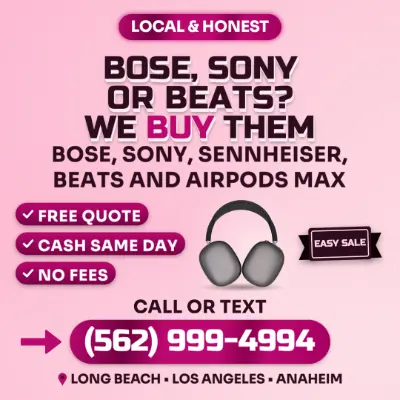 LOCAL & HONEST
BOSE, SONY
OR BEATS?
WE BUY THEM
BOSE, SONY, SENNHEISER,
BEATS AND AIRPODS MAX
✓ FREE QUOTE
✓ CASH SAME DAY
✓ NO FEES
EASY SALE
CALL OR TEXT
(562) 999-4994
LONG BEACH • LOS ANGELES • ANAHEIM